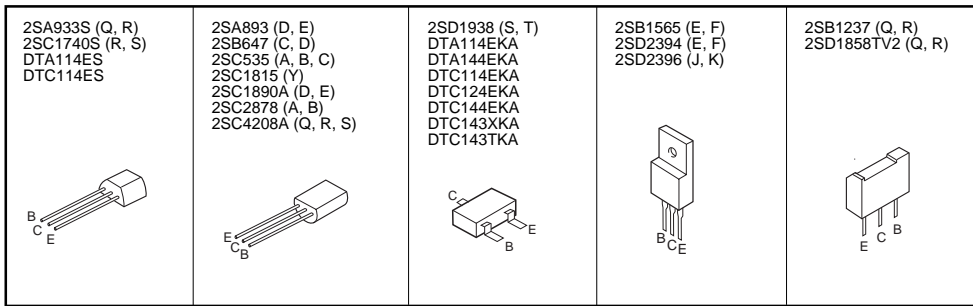 2SA933S (Q, R)
2SC1740S (R, S)
DTA114ES
DTC114ES
B
C
E
2SA893 (D, E)
2SB647 (C, D)
2SC535 (A, B, C)
2SC1815 (Y)
2SC1890A (D, E)
2SC2878 (A, B)
2SC4208A (Q, R, S)
E
C
B
2SD1938 (S, T)
DTA114EKA
DTA144EKA
DTC114EKA
DTC124EKA
DTC144EKA
DTC143XKA
DTC143TKA
C
E
B
2SB1565 (E, F)
2SD2394 (E, F)
2SD2396 (J, K)
B
C
E
2SB1237 (Q, R)
2SD1858TV2 (Q, R)
E
C
B